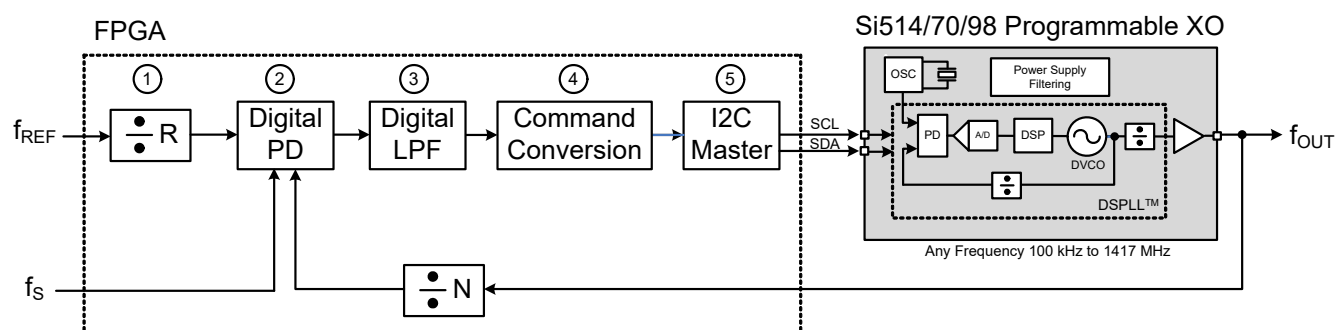 FPGA
Si514/70/98 Programmable XO
1
2
3
4
5
fREF
÷ R
Digital
PD
Digital
LPF
Command
Conversion
I2C
Master
SCL
SDA
OSC
Power Supply
Filtering
PD
A/D
DSP
DVCO
÷
÷
DSPLL™
fOUT
Any Frequency 100 kHz to 1417 MHz
fS
÷ N